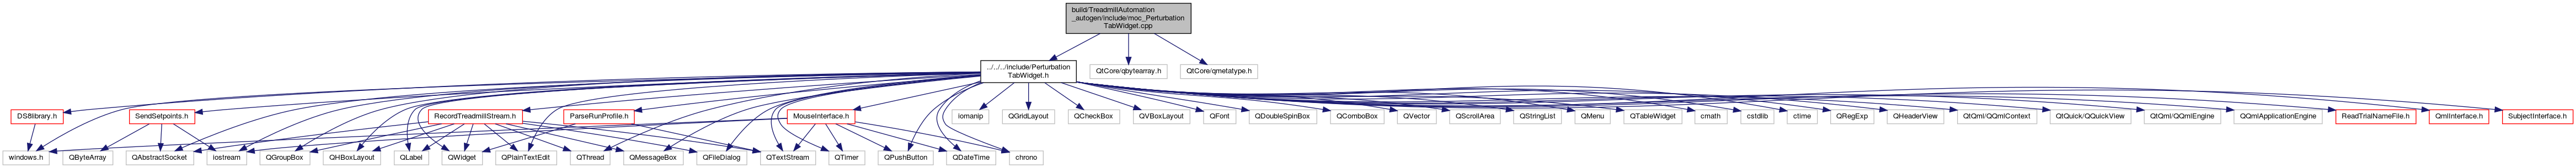 build/TreadmillAutomation
_autogen/include/moc_Perturbation
TabWidget.cpp
../../../include/Perturbation
TabWidget.h
QtCore/qbytearray.h
QtCore/qmetatype.h
DS8library.h
SendSetpoints.h
RecordTreadmillStream.h
ParseRunProfile.h
MouseInterface.h
iomanip
QGridLayout
QCheckBox
QVBoxLayout
QFont
QDoubleSpinBox
QComboBox
QVector
QScrollArea
QStringList
QMenu
QTableWidget
cmath
cstdlib
ctime
QRegExp
QHeaderView
QtQml/QQmlContext
QtQuick/QQuickView
QtQml/QQmlEngine
QQmlApplicationEngine
ReadTrialNameFile.h
QmlInterface.h
SubjectInterface.h
windows.h
QByteArray
QAbstractSocket
iostream
QGroupBox
QHBoxLayout
QLabel
QWidget
QPlainTextEdit
QThread
QMessageBox
QFileDialog
QTextStream
QTimer
QPushButton
QDateTime
chrono